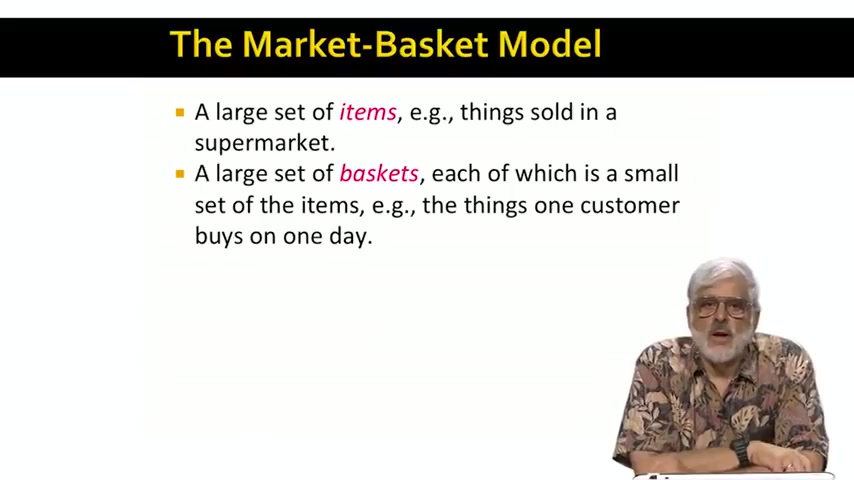 The Market-Basket Model
A large set of items, e.g., things sold in a
supermarket.
A large set of baskets, each of which is a small
set of the items, e.g., the things one customer
buys on one day.